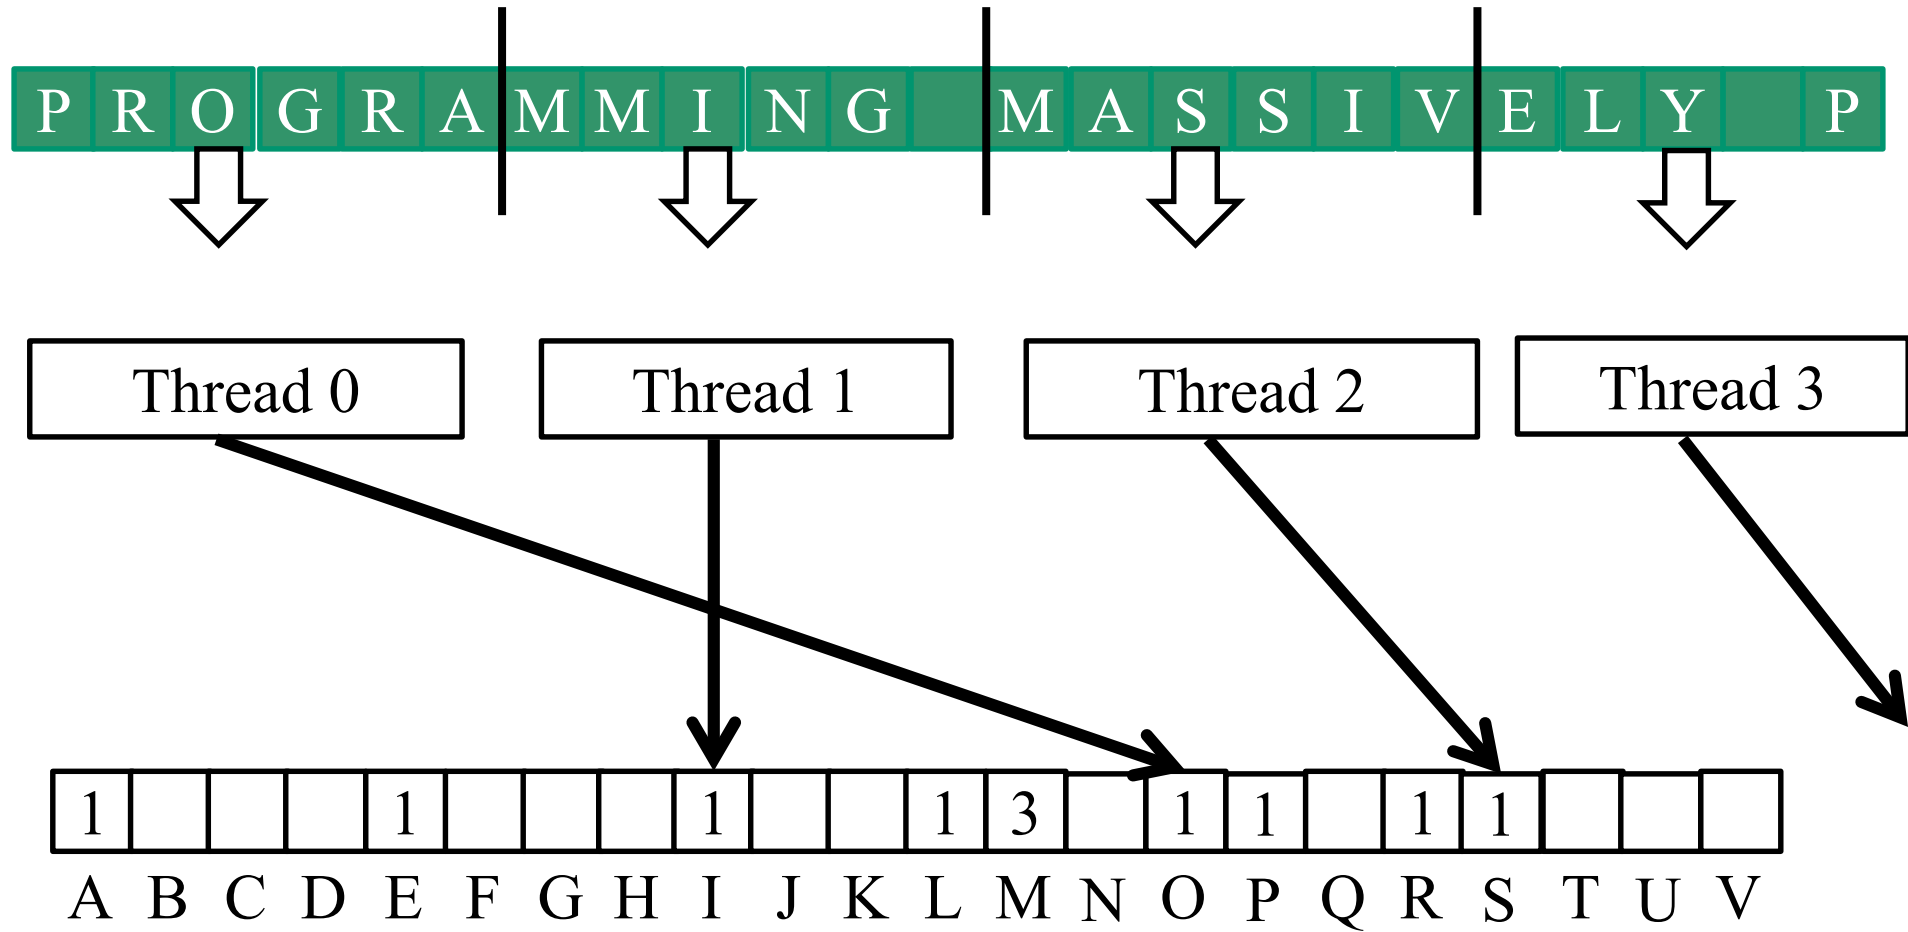 P R O G R A M M I N G M A S S I V E L Y P
Thread 0 Thread 1 Thread 2 Thread 3
1 1 1 1 3 1 1 1 1
A B C D E F G H I J K L M N O P Q R S T U V